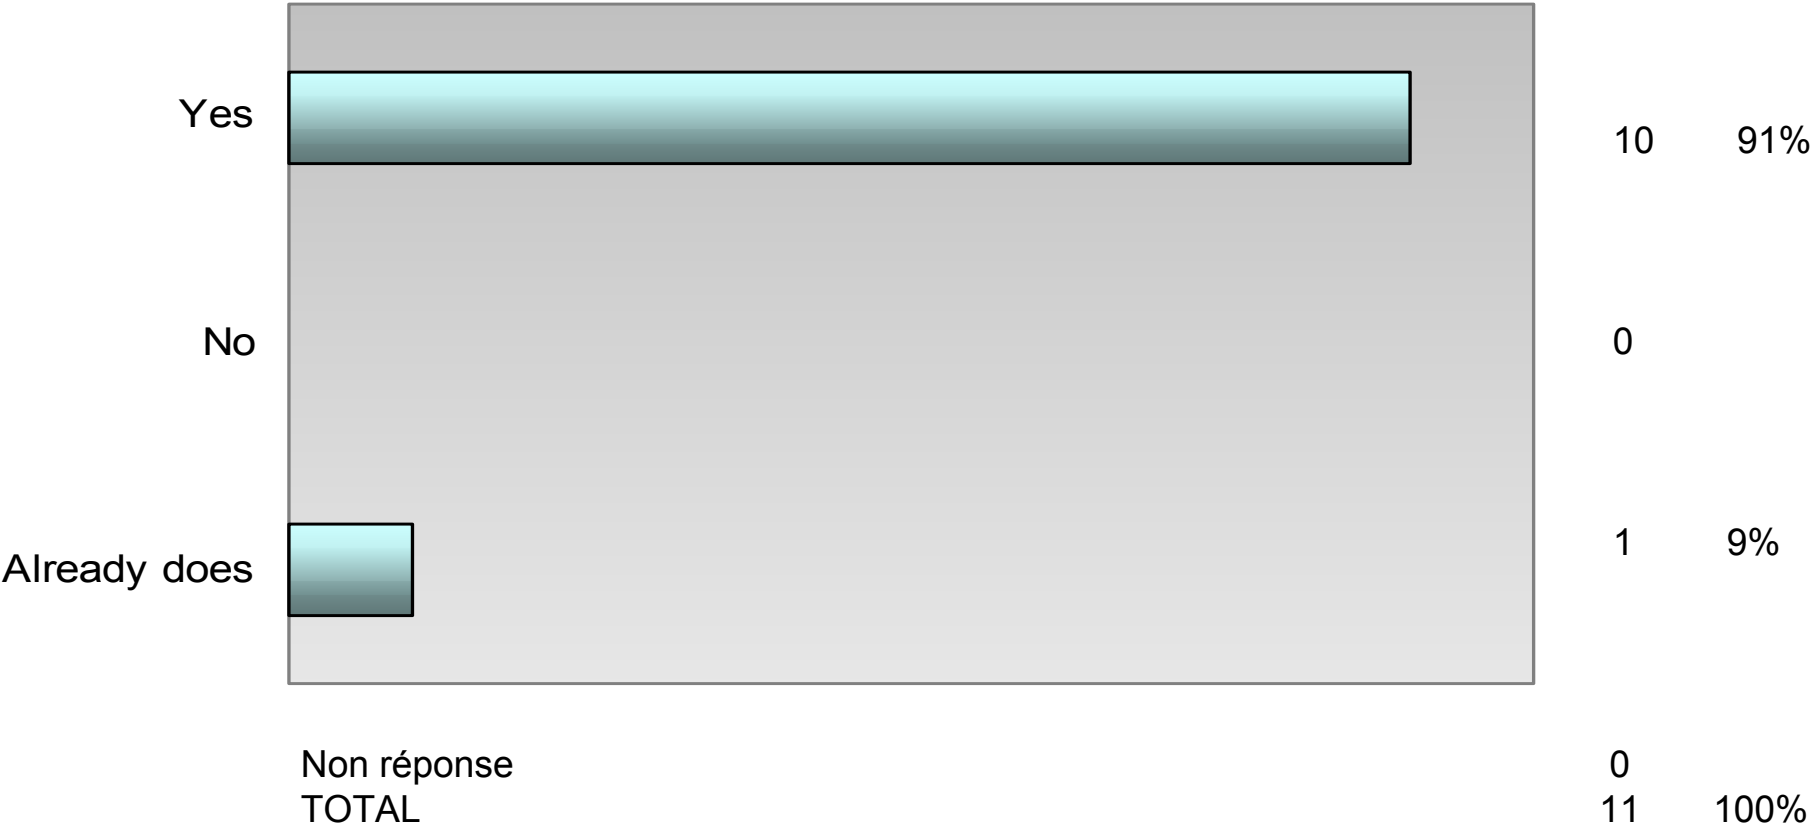 Yes 10 91%
No 0
Already does 1 9%
Non réponse 0
TOTAL 11 100%